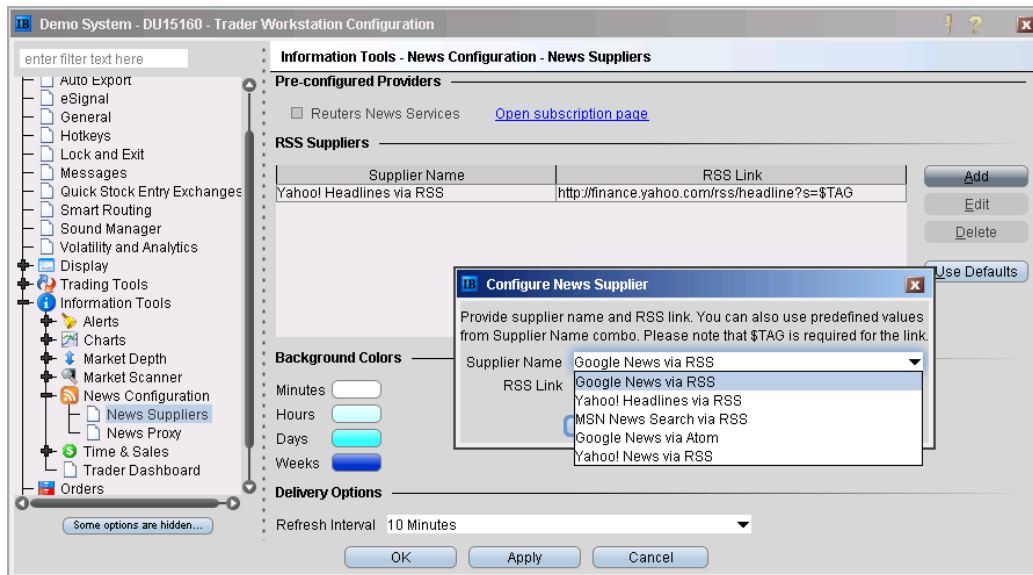 IB Demo System - DU15160 - Trader Workstation Configuration
enter filter text here
Auto Export
eSignal
General
Hotkeys
Lock and Exit
Messages
Quick Stock Entry Exchanges
Smart Routing
Sound Manager
Volatility and Analytics
Display
Trading Tools
Information Tools
Alerts
Charts
Market Depth
Market Scanner
News Configuration
News Suppliers
News Proxy
Time & Sales
Trader Dashboard
Orders
Some options are hidden...
Information Tools - News Configuration - News Suppliers
Pre-configured Providers
Reuters News Services Open subscription page
RSS Suppliers
Supplier Name RSS Link
Yahoo! Headlines via RSS http://finance.yahoo.com/rss/headline?s=$TAG
Add
Edit
Delete
Use Defaults
IB Configure News Supplier
Provide supplier name and RSS link. You can also use predefined values
from Supplier Name combo. Please note that $TAG is required for the link.
Supplier Name Google News via RSS
RSS Link
Google News via RSS
Yahoo! Headlines via RSS
MSN News Search via RSS
Google News via Atom
Yahoo! News via RSS
Background Colors
Minutes
Hours
Days
Weeks
Delivery Options
Refresh Interval 10 Minutes
OK Apply Cancel